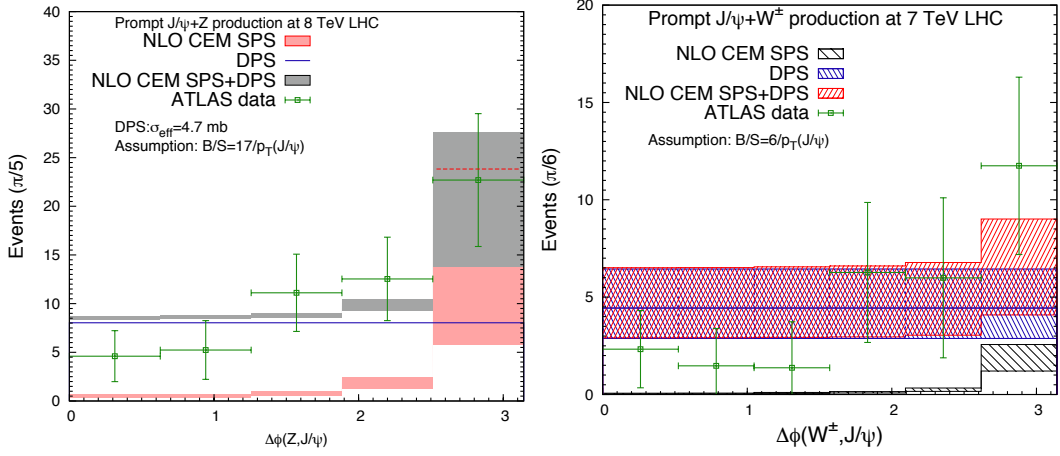 Prompt J/ψ+Z production at 8 TeV LHC
NLO CEM SPS
DPS
NLO CEM SPS+DPS
ATLAS data
DPS:σeff=4.7 mb
Assumption: B/S=17/pT(J/ψ)
Events (π/5)
40
35
30
25
20
15
10
5
0
0
1
2
3
Δφ(Z,J/ψ)
Prompt J/ψ+W± production at 7 TeV LHC
NLO CEM SPS
DPS
NLO CEM SPS+DPS
ATLAS data
Assumption: B/S=6/pT(J/ψ)
Events (π/6)
20
15
10
5
0
0
1
2
3
Δφ(W±,J/ψ)